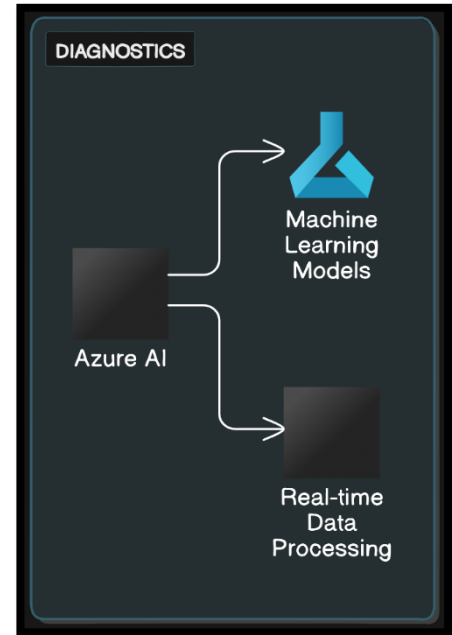 DIAGNOSTICS
Machine
Learning
Models
Azure AI
Real-time
Data
Processing